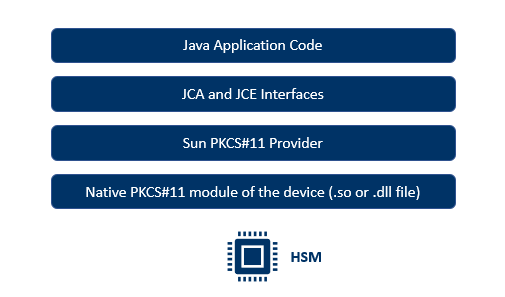 Java Application Code
JCA and JCE Interfaces
Sun PKCS#11 Provider
Native PKCS#11 module of the device (.so or .dll file)
HSM